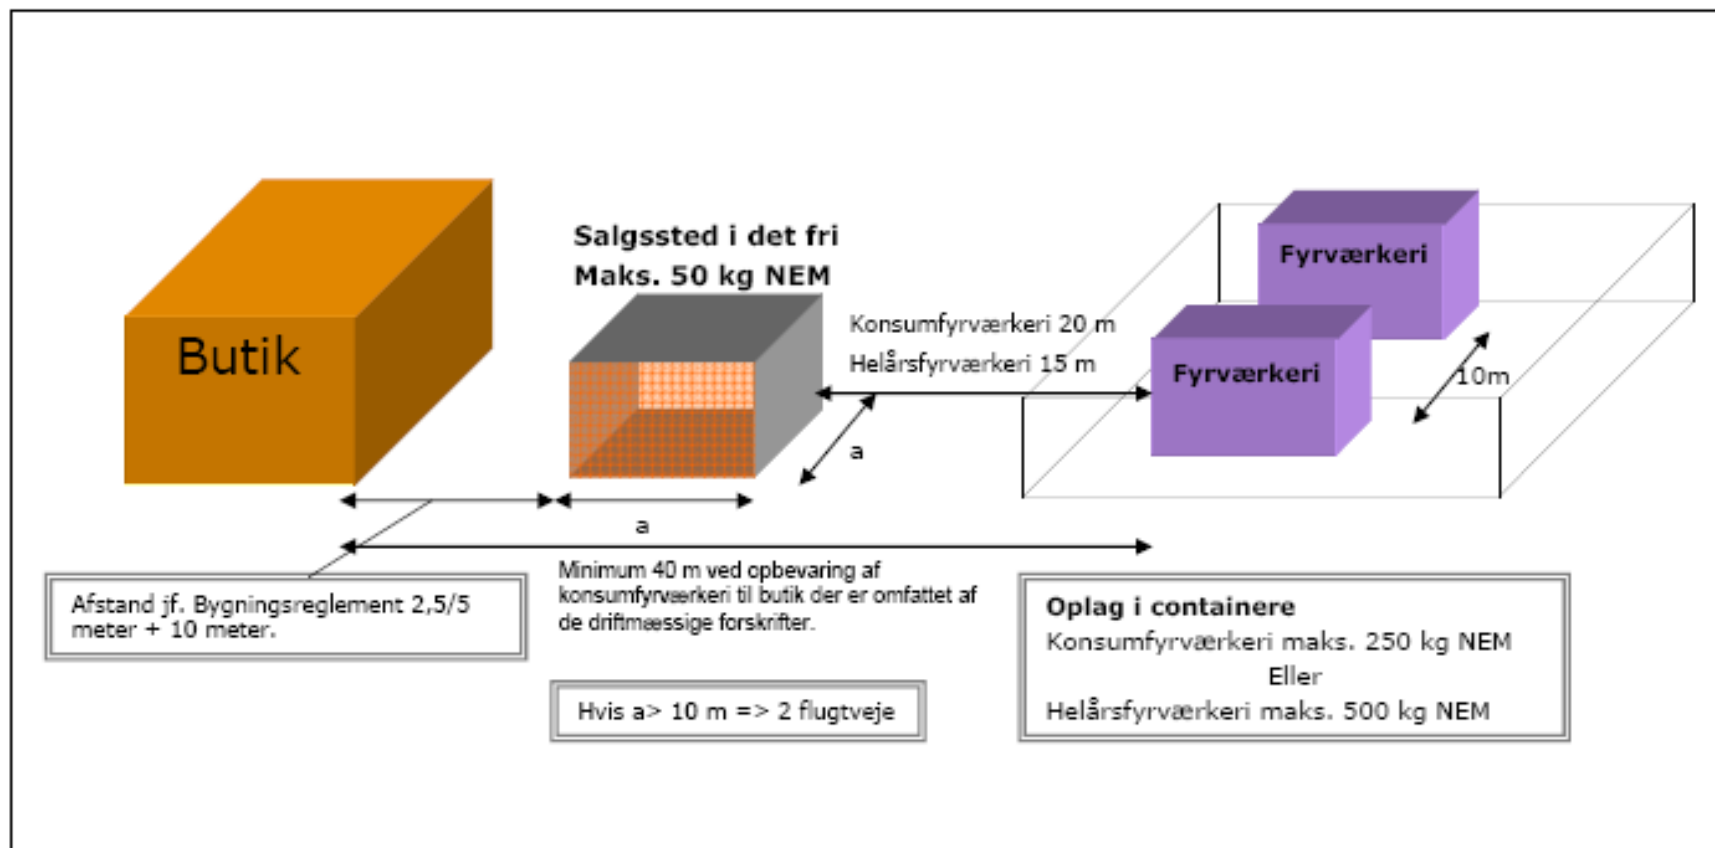 Salgssted i det fri
Maks. 50 kg NEM
Butik
Konsumfyrværkeri 20 m
Helårsfyrværkeri 15 m
Fyrværkeri
Fyrværkeri
10m
a
a
Afstand jf. Bygningsreglement 2,5/5
meter + 10 meter.
Minimum 40 m ved opbevaring af
konsumfyrværkeri til butik der er omfattet af
de driftmæssige forskrifter.
Hvis a> 10 m => 2 flugtveje
Oplag i containere
Konsumfyrværkeri maks. 250 kg NEM
Eller
Helårsfyrværkeri maks. 500 kg NEM